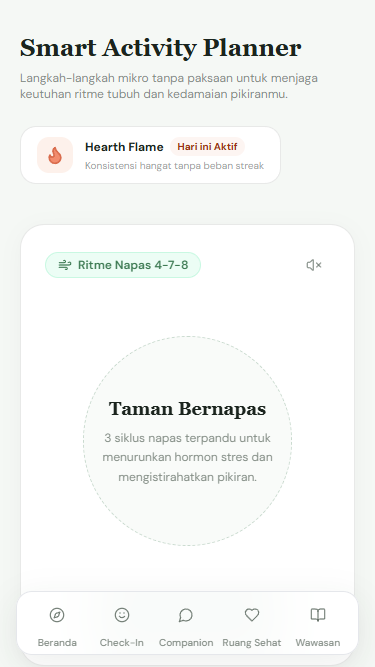 Smart Activity Planner
Langkah-langkah mikro tanpa paksaan untuk menjaga
keutuhan ritme tubuh dan kedamaian pikiranmu.
Hearth Flame Hari ini Aktif
Konsistensi hangat tanpa beban streak
Ritme Napas 4-7-8
Taman Bernapas
3 siklus napas terpandu untuk
menurunkan hormon stres dan
mengistirahatkan pikiran.
Beranda Check-In Companion Ruang Sehat Wawasan